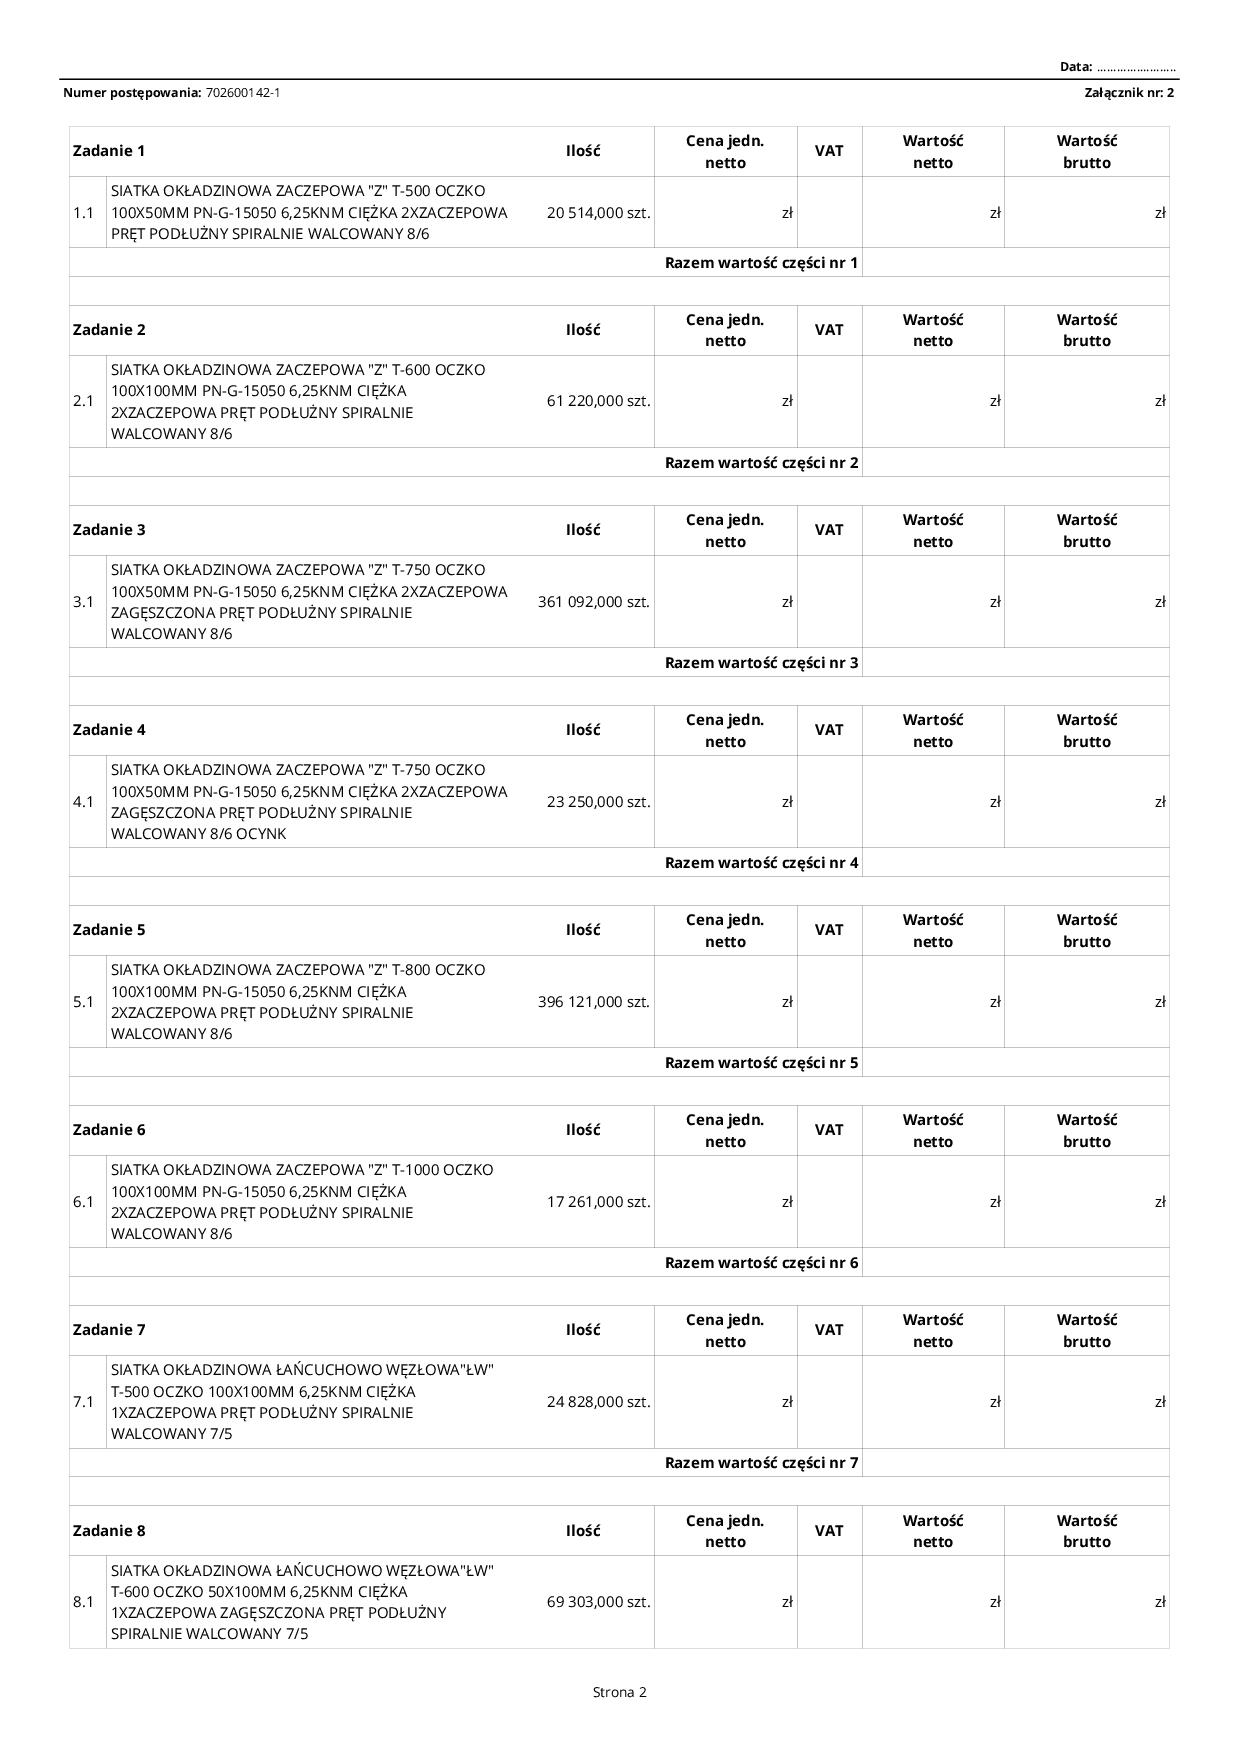 Data: ........................
Numer postępowania: 702600142-1 Załącznik nr: 2
Zadanie 1 Ilość Cena jedn. netto VAT Wartość netto Wartość brutto
SIATKA OKŁADZINOWA ZACZEPOWA "Z" T-500 OCZKO
1.1 100X50MM PN-G-15050 6,25KNM CIĘŻKA 2XZACZEPOWA 20 514,000 szt. zł zł zł
PRĘT PODŁUŻNY SPIRALNIE WALCOWANY 8/6
Razem wartość części nr 1
Zadanie 2 Ilość Cena jedn. netto VAT Wartość netto Wartość brutto
SIATKA OKŁADZINOWA ZACZEPOWA "Z" T-600 OCZKO
2.1 100X100MM PN-G-15050 6,25KNM CIĘŻKA 61 220,000 szt. zł zł zł
2XZACZEPOWA PRĘT PODŁUŻNY SPIRALNIE
WALCOWANY 8/6
Razem wartość części nr 2
Zadanie 3 Ilość Cena jedn. netto VAT Wartość netto Wartość brutto
SIATKA OKŁADZINOWA ZACZEPOWA "Z" T-750 OCZKO
3.1 100X50MM PN-G-15050 6,25KNM CIĘŻKA 2XZACZEPOWA 361 092,000 szt. zł zł zł
ZAGĘSZCZONA PRĘT PODŁUŻNY SPIRALNIE
WALCOWANY 8/6
Razem wartość części nr 3
Zadanie 4 Ilość Cena jedn. netto VAT Wartość netto Wartość brutto
SIATKA OKŁADZINOWA ZACZEPOWA "Z" T-750 OCZKO
4.1 100X50MM PN-G-15050 6,25KNM CIĘŻKA 2XZACZEPOWA 23 250,000 szt. zł zł zł
ZAGĘSZCZONA PRĘT PODŁUŻNY SPIRALNIE
WALCOWANY 8/6 OCYNK
Razem wartość części nr 4
Zadanie 5 Ilość Cena jedn. netto VAT Wartość netto Wartość brutto
SIATKA OKŁADZINOWA ZACZEPOWA "Z" T-800 OCZKO
5.1 100X100MM PN-G-15050 6,25KNM CIĘŻKA 396 121,000 szt. zł zł zł
2XZACZEPOWA PRĘT PODŁUŻNY SPIRALNIE
WALCOWANY 8/6
Razem wartość części nr 5
Zadanie 6 Ilość Cena jedn. netto VAT Wartość netto Wartość brutto
SIATKA OKŁADZINOWA ZACZEPOWA "Z" T-1000 OCZKO
6.1 100X100MM PN-G-15050 6,25KNM CIĘŻKA 17 261,000 szt. zł zł zł
2XZACZEPOWA PRĘT PODŁUŻNY SPIRALNIE
WALCOWANY 8/6
Razem wartość części nr 6
Zadanie 7 Ilość Cena jedn. netto VAT Wartość netto Wartość brutto
SIATKA OKŁADZINOWA ŁAŃCUCHOWO WĘZŁOWA"ŁW"
7.1 T-500 OCZKO 100X100MM 6,25KNM CIĘŻKA 24 828,000 szt. zł zł zł
1XZACZEPOWA PRĘT PODŁUŻNY SPIRALNIE
WALCOWANY 7/5
Razem wartość części nr 7
Zadanie 8 Ilość Cena jedn. netto VAT Wartość netto Wartość brutto
SIATKA OKŁADZINOWA ŁAŃCUCHOWO WĘZŁOWA"ŁW"
8.1 T-600 OCZKO 50X100MM 6,25KNM CIĘŻKA 69 303,000 szt. zł zł zł
1XZACZEPOWA ZAGĘSZCZONA PRĘT PODŁUŻNY
SPIRALNIE WALCOWANY 7/5
Strona 2